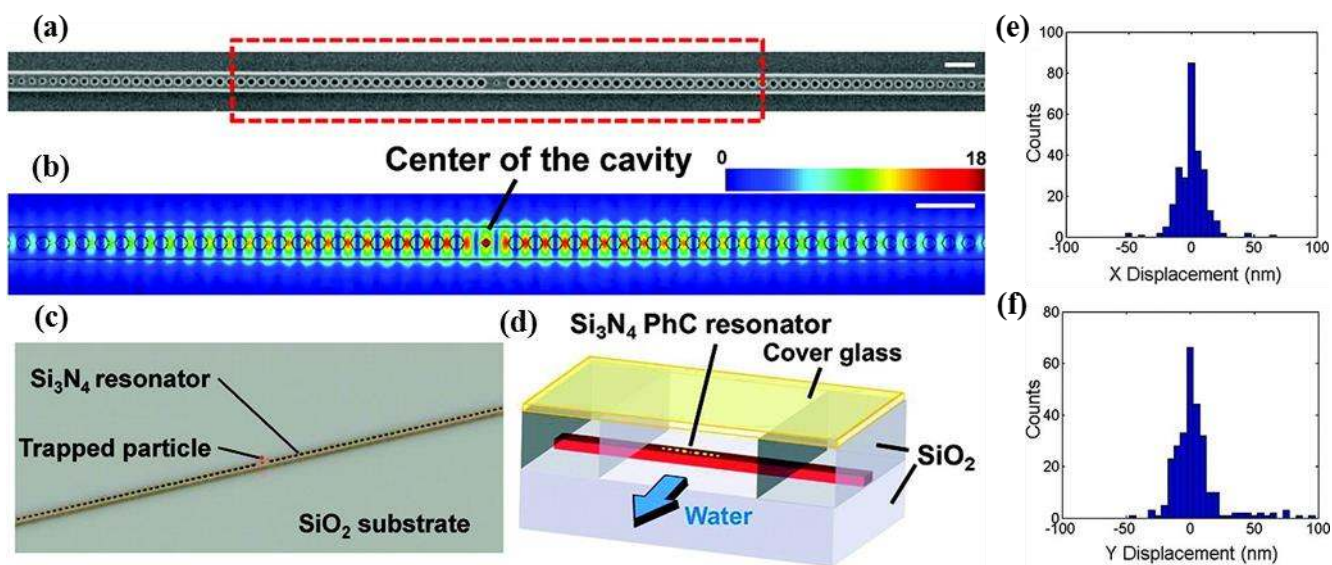 (a)
(b)
Center of the cavity
0
18
(c)
Si₃N₄ resonator
Trapped particle
SiO₂ substrate
(d)
Si₃N₄ PhC resonator
Cover glass
SiO₂
Water
(e)
100
80
60
40
20
0
Counts
-100
-50
0
50
100
X Displacement (nm)
(f)
80
60
40
20
0
Counts
-100
-50
0
50
100
Y Displacement (nm)